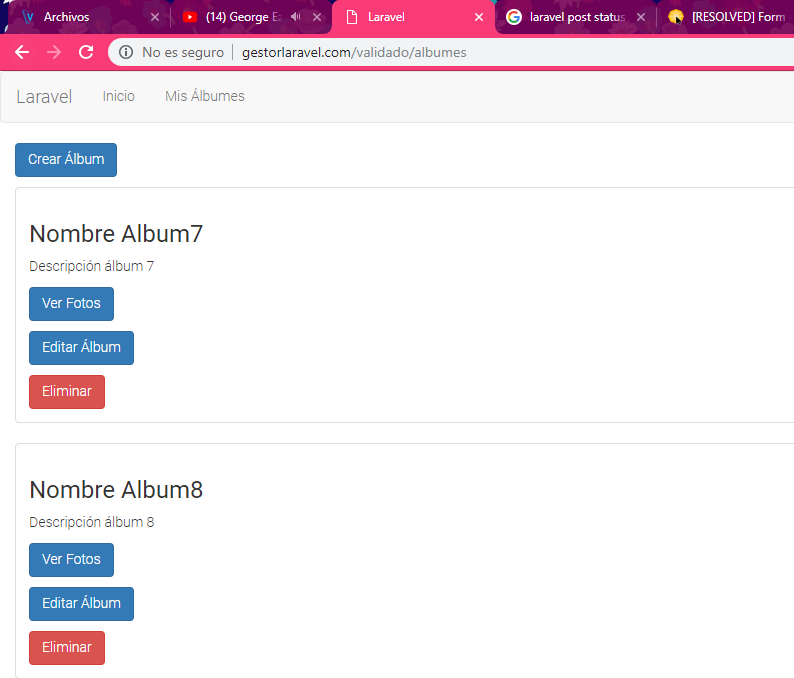 Archivos
(14) George E
Laravel
laravel post status
[RESOLVED] Form
No es seguro
gestorlaravel.com/validado/albumes
Laravel Inicio Mis Álbumes
Crear Álbum
Nombre Album7
Descripción álbum 7
Ver Fotos
Editar Álbum
Eliminar
Nombre Album8
Descripción álbum 8
Ver Fotos
Editar Álbum
Eliminar